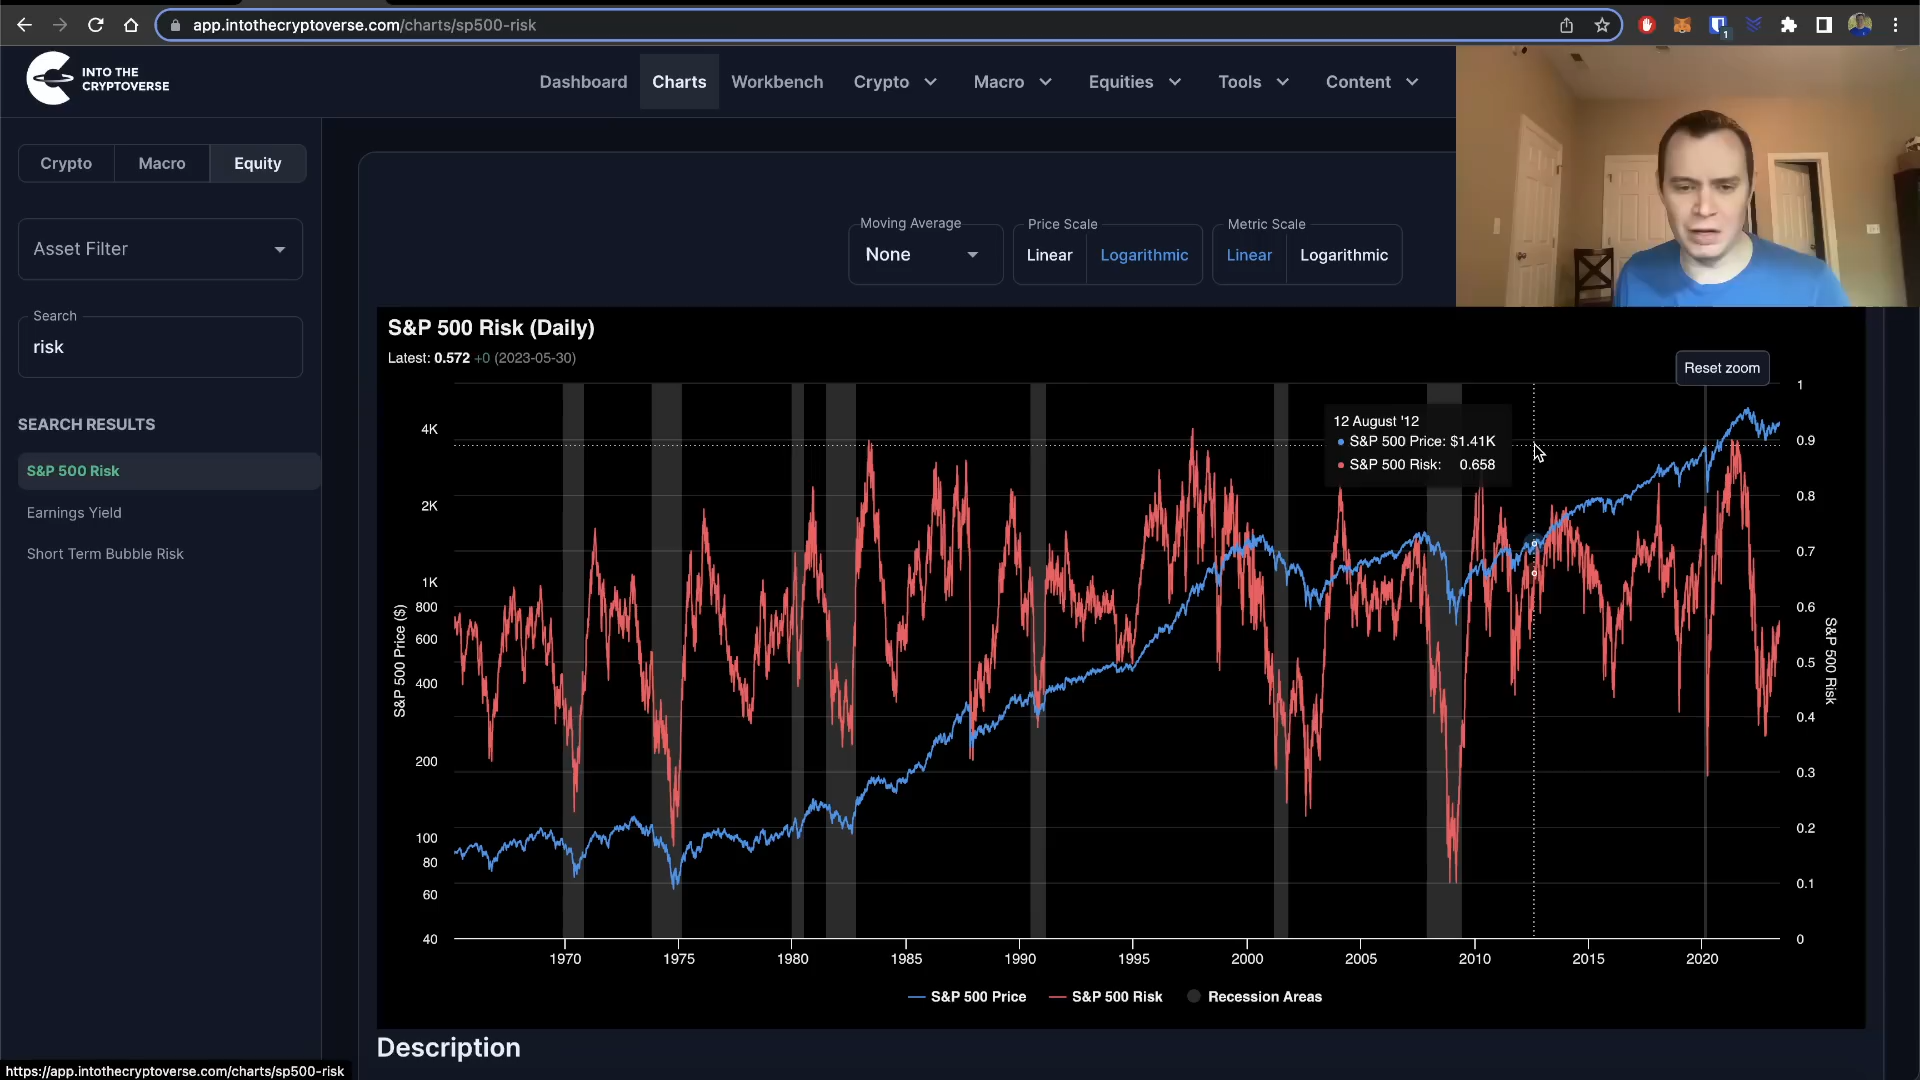 app.intothecryptoverse.com/charts/sp500-risk
1
INTO THE
CRYPTOVERSE
Dashboard Charts Workbench Crypto Macro Equities Tools Content
Crypto Macro Equity
Asset Filter
Search
risk
SEARCH RESULTS
S&P 500 Risk
Earnings Yield
Short Term Bubble Risk
Moving Average
None
Price Scale
Linear Logarithmic
Metric Scale
Linear Logarithmic
S&P 500 Risk (Daily)
Latest: 0.572 +0 (2023-05-30)
Reset zoom
12 August '12
S&P 500 Price: $1.41K
S&P 500 Risk: 0.658
4K
2K
1K
800
600
400
200
100
80
60
40
S&P 500 Price ($)
1
0.9
0.8
0.7
0.6
0.5
0.4
0.3
0.2
0.1
0
S&P 500 Risk
1970 1975 1980 1985 1990 1995 2000 2005 2010 2015 2020
S&P 500 Price S&P 500 Risk Recession Areas
Description
https://app.intothecryptoverse.com/charts/sp500-risk